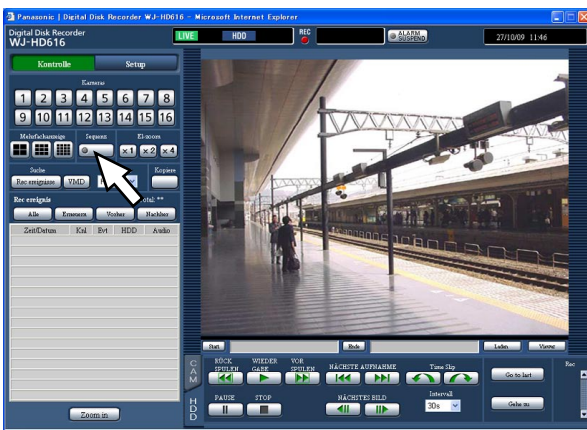 Panasonic | Digital Disk Recorder WJ-HD616 - Microsoft Internet Explorer
Digital Disk Recorder
WJ-HD616
LIVE HDD REC ALARM SUSPEND 27/10/09 11:46
Kontrolle Setup
Kameras
1 2 3 4 5 6 7 8
9 10 11 12 13 14 15 16
Mehrfachanzeige Sequenz El-zoom
x1 x2 x4
Suche Kopiere
Rec ereignisse VMD
Rec ereignis Total: **
Alle Erneuern Vorher Nachher
Zeit/Datum Knl Evt HDD Audio
Zoom in
Start Ende Laden Viewer
CAM
HDD
RÜCK SPULEN WIEDER GABE VOR SPULEN NÄCHSTE AUFNAHME Time Slip Rec
Go to last
PAUSE STOP NÄCHSTES BILD Intervall
30s
Gehe zu